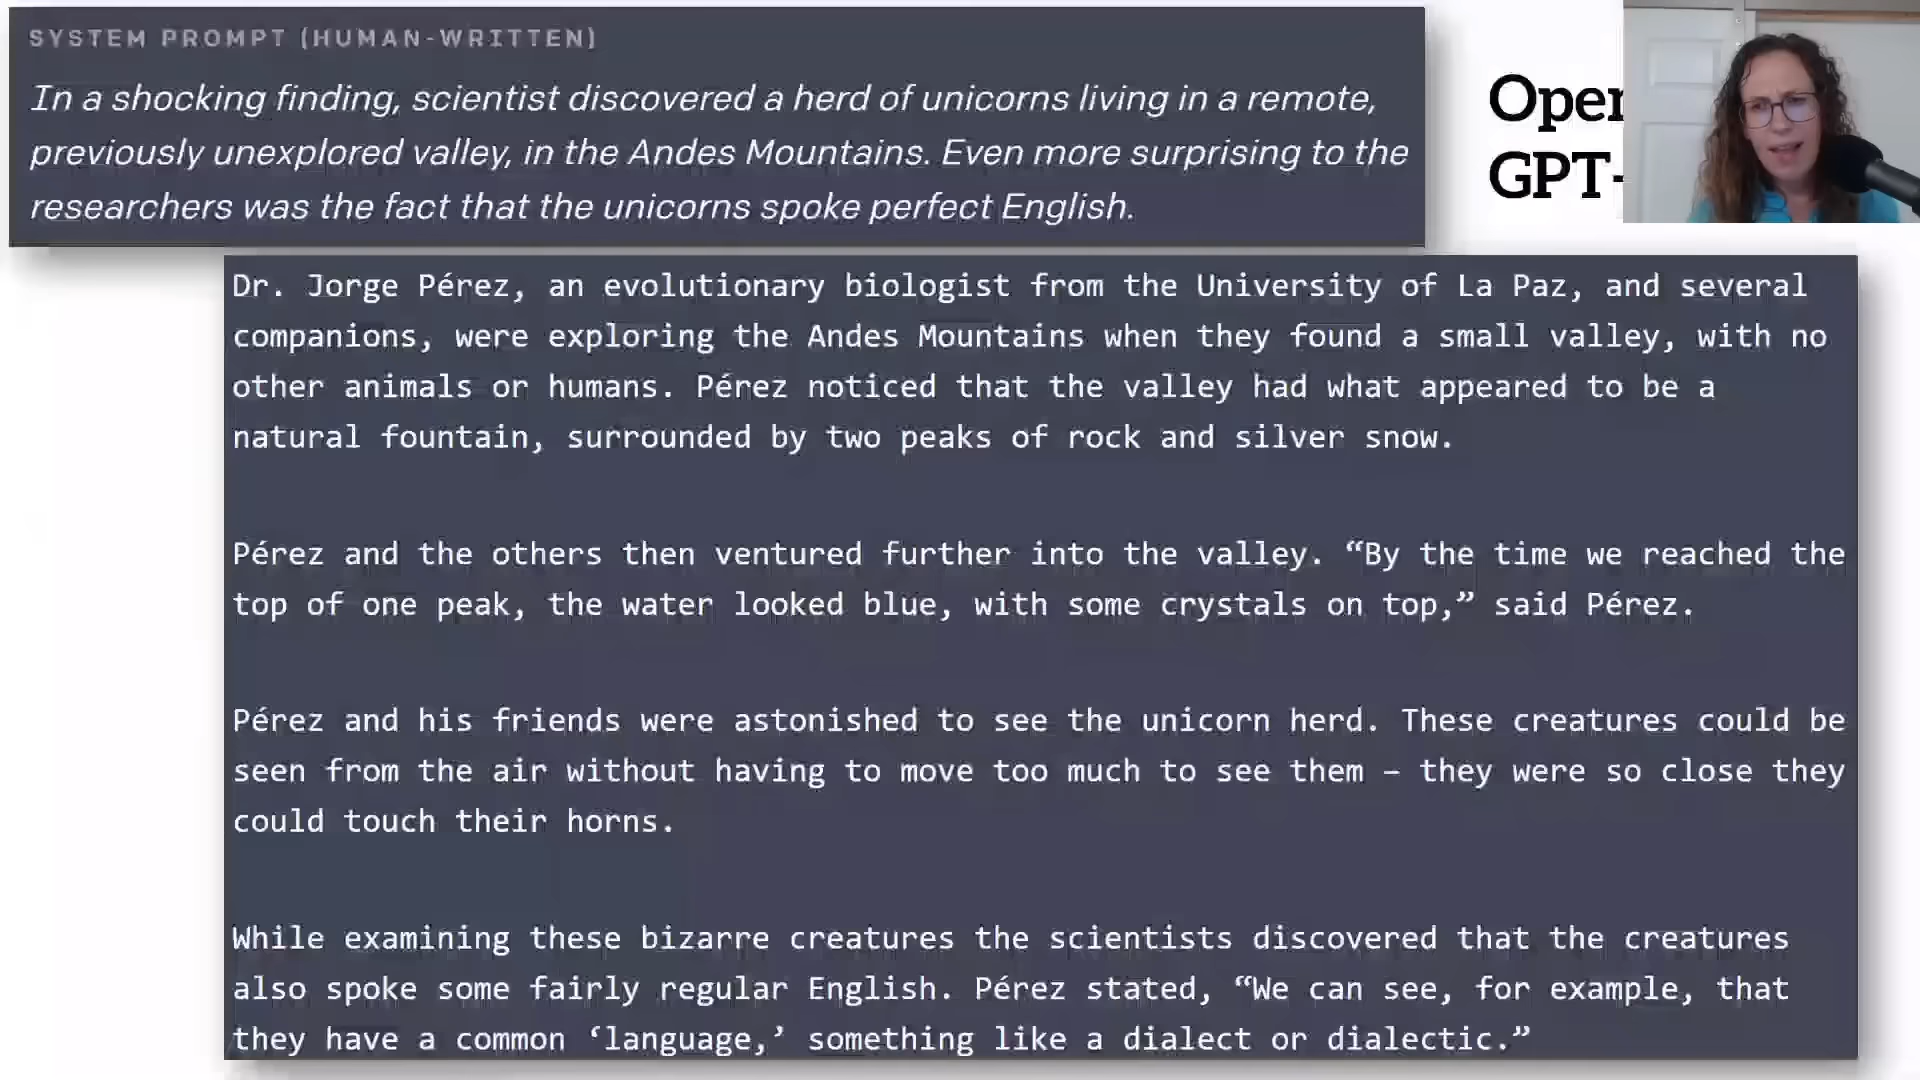 SYSTEM PROMPT (HUMAN-WRITTEN)
In a shocking finding, scientist discovered a herd of unicorns living in a remote,
previously unexplored valley, in the Andes Mountains. Even more surprising to the
researchers was the fact that the unicorns spoke perfect English.
Open
GPT-
Dr. Jorge Pérez, an evolutionary biologist from the University of La Paz, and several
companions, were exploring the Andes Mountains when they found a small valley, with no
other animals or humans. Pérez noticed that the valley had what appeared to be a
natural fountain, surrounded by two peaks of rock and silver snow.
Pérez and the others then ventured further into the valley. “By the time we reached the
top of one peak, the water looked blue, with some crystals on top,” said Pérez.
Pérez and his friends were astonished to see the unicorn herd. These creatures could be
seen from the air without having to move too much to see them – they were so close they
could touch their horns.
While examining these bizarre creatures the scientists discovered that the creatures
also spoke some fairly regular English. Pérez stated, “We can see, for example, that
they have a common ‘language,’ something like a dialect or dialectic.”